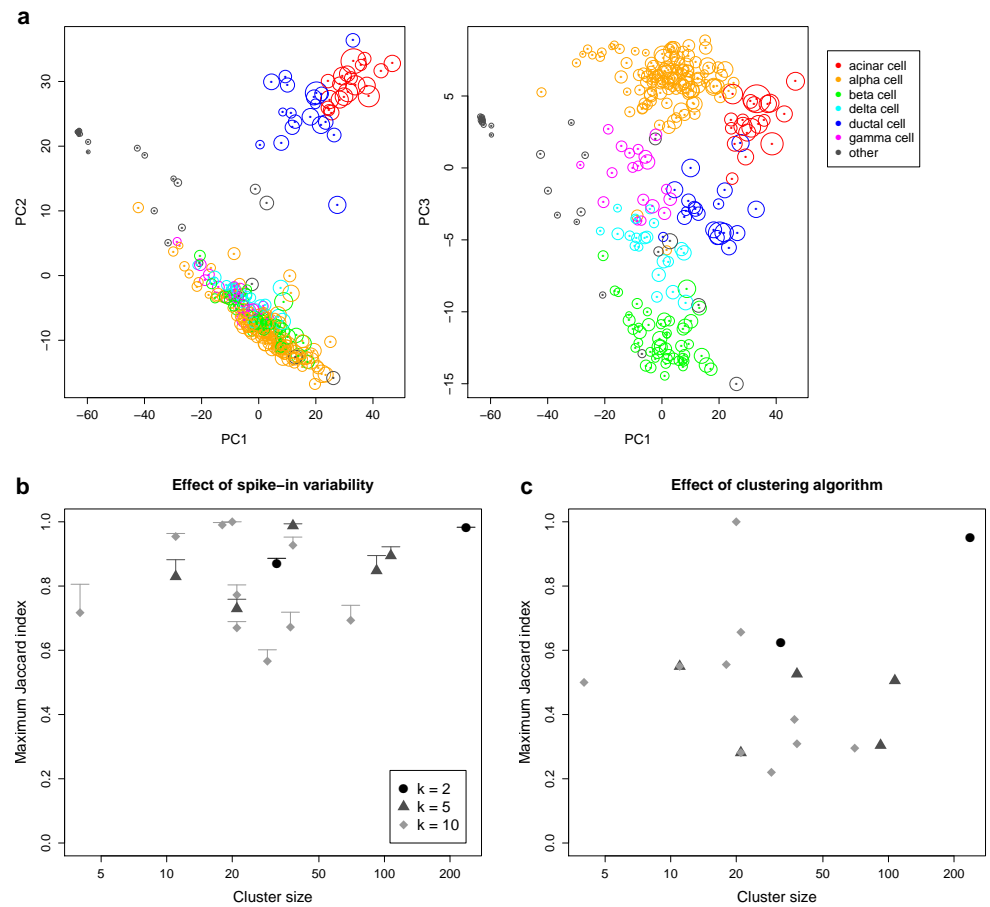 a
30
20
10
0
−10
PC2
−60
−40
−20
0
20
40
PC1
5
0
−5
−10
−15
PC3
−60
−40
−20
0
20
40
PC1
acinar cell
alpha cell
beta cell
delta cell
ductal cell
gamma cell
other
b
Effect of spike−in variability
1.0
0.8
0.6
0.4
0.2
0.0
Maximum Jaccard index
k = 2
k = 5
k = 10
5
10
20
50
100
200
Cluster size
c
Effect of clustering algorithm
1.0
0.8
0.6
0.4
0.2
0.0
Maximum Jaccard index
5
10
20
50
100
200
Cluster size